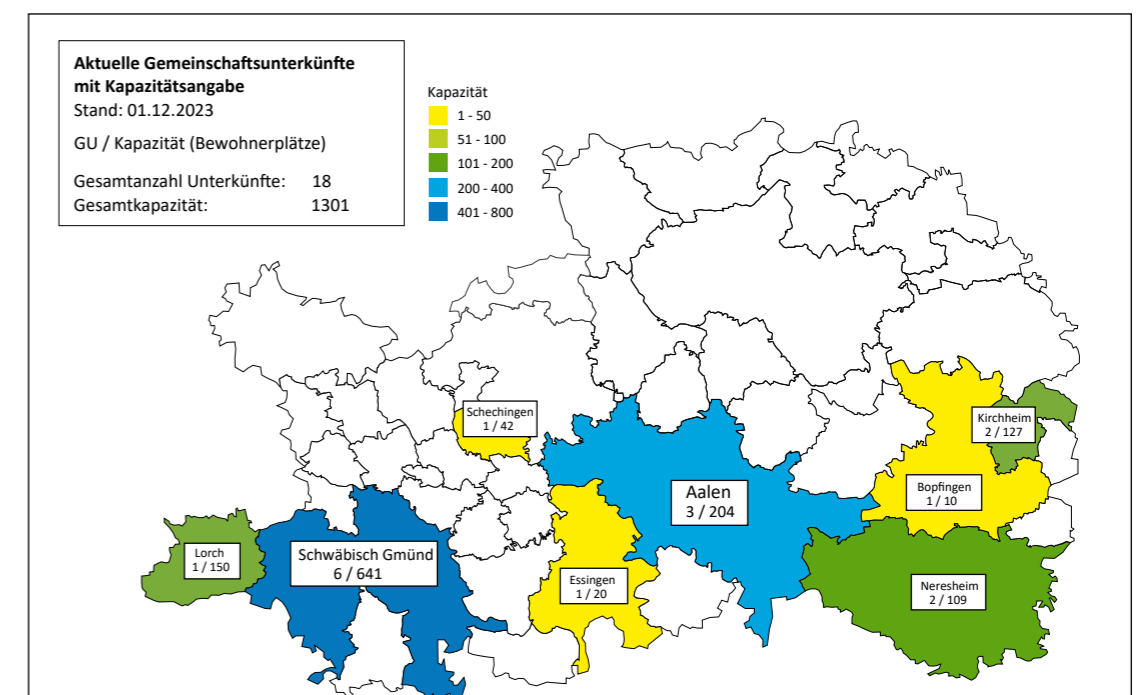 Aktuelle Gemeinschaftsunterkünfte
mit Kapazitätsangabe
Stand: 01.12.2023
GU / Kapazität (Bewohnerplätze)
Gesamtanzahl Unterkünfte: 18
Gesamtkapazität: 1301
Kapazität
1 - 50
51 - 100
101 - 200
200 - 400
401 - 800
Schechingen
1 / 42
Kirchheim
2 / 127
Aalen
3 / 204
Bopfingen
1 / 10
Lorch
1 / 150
Schwäbisch Gmünd
6 / 641
Essingen
1 / 20
Neresheim
2 / 109